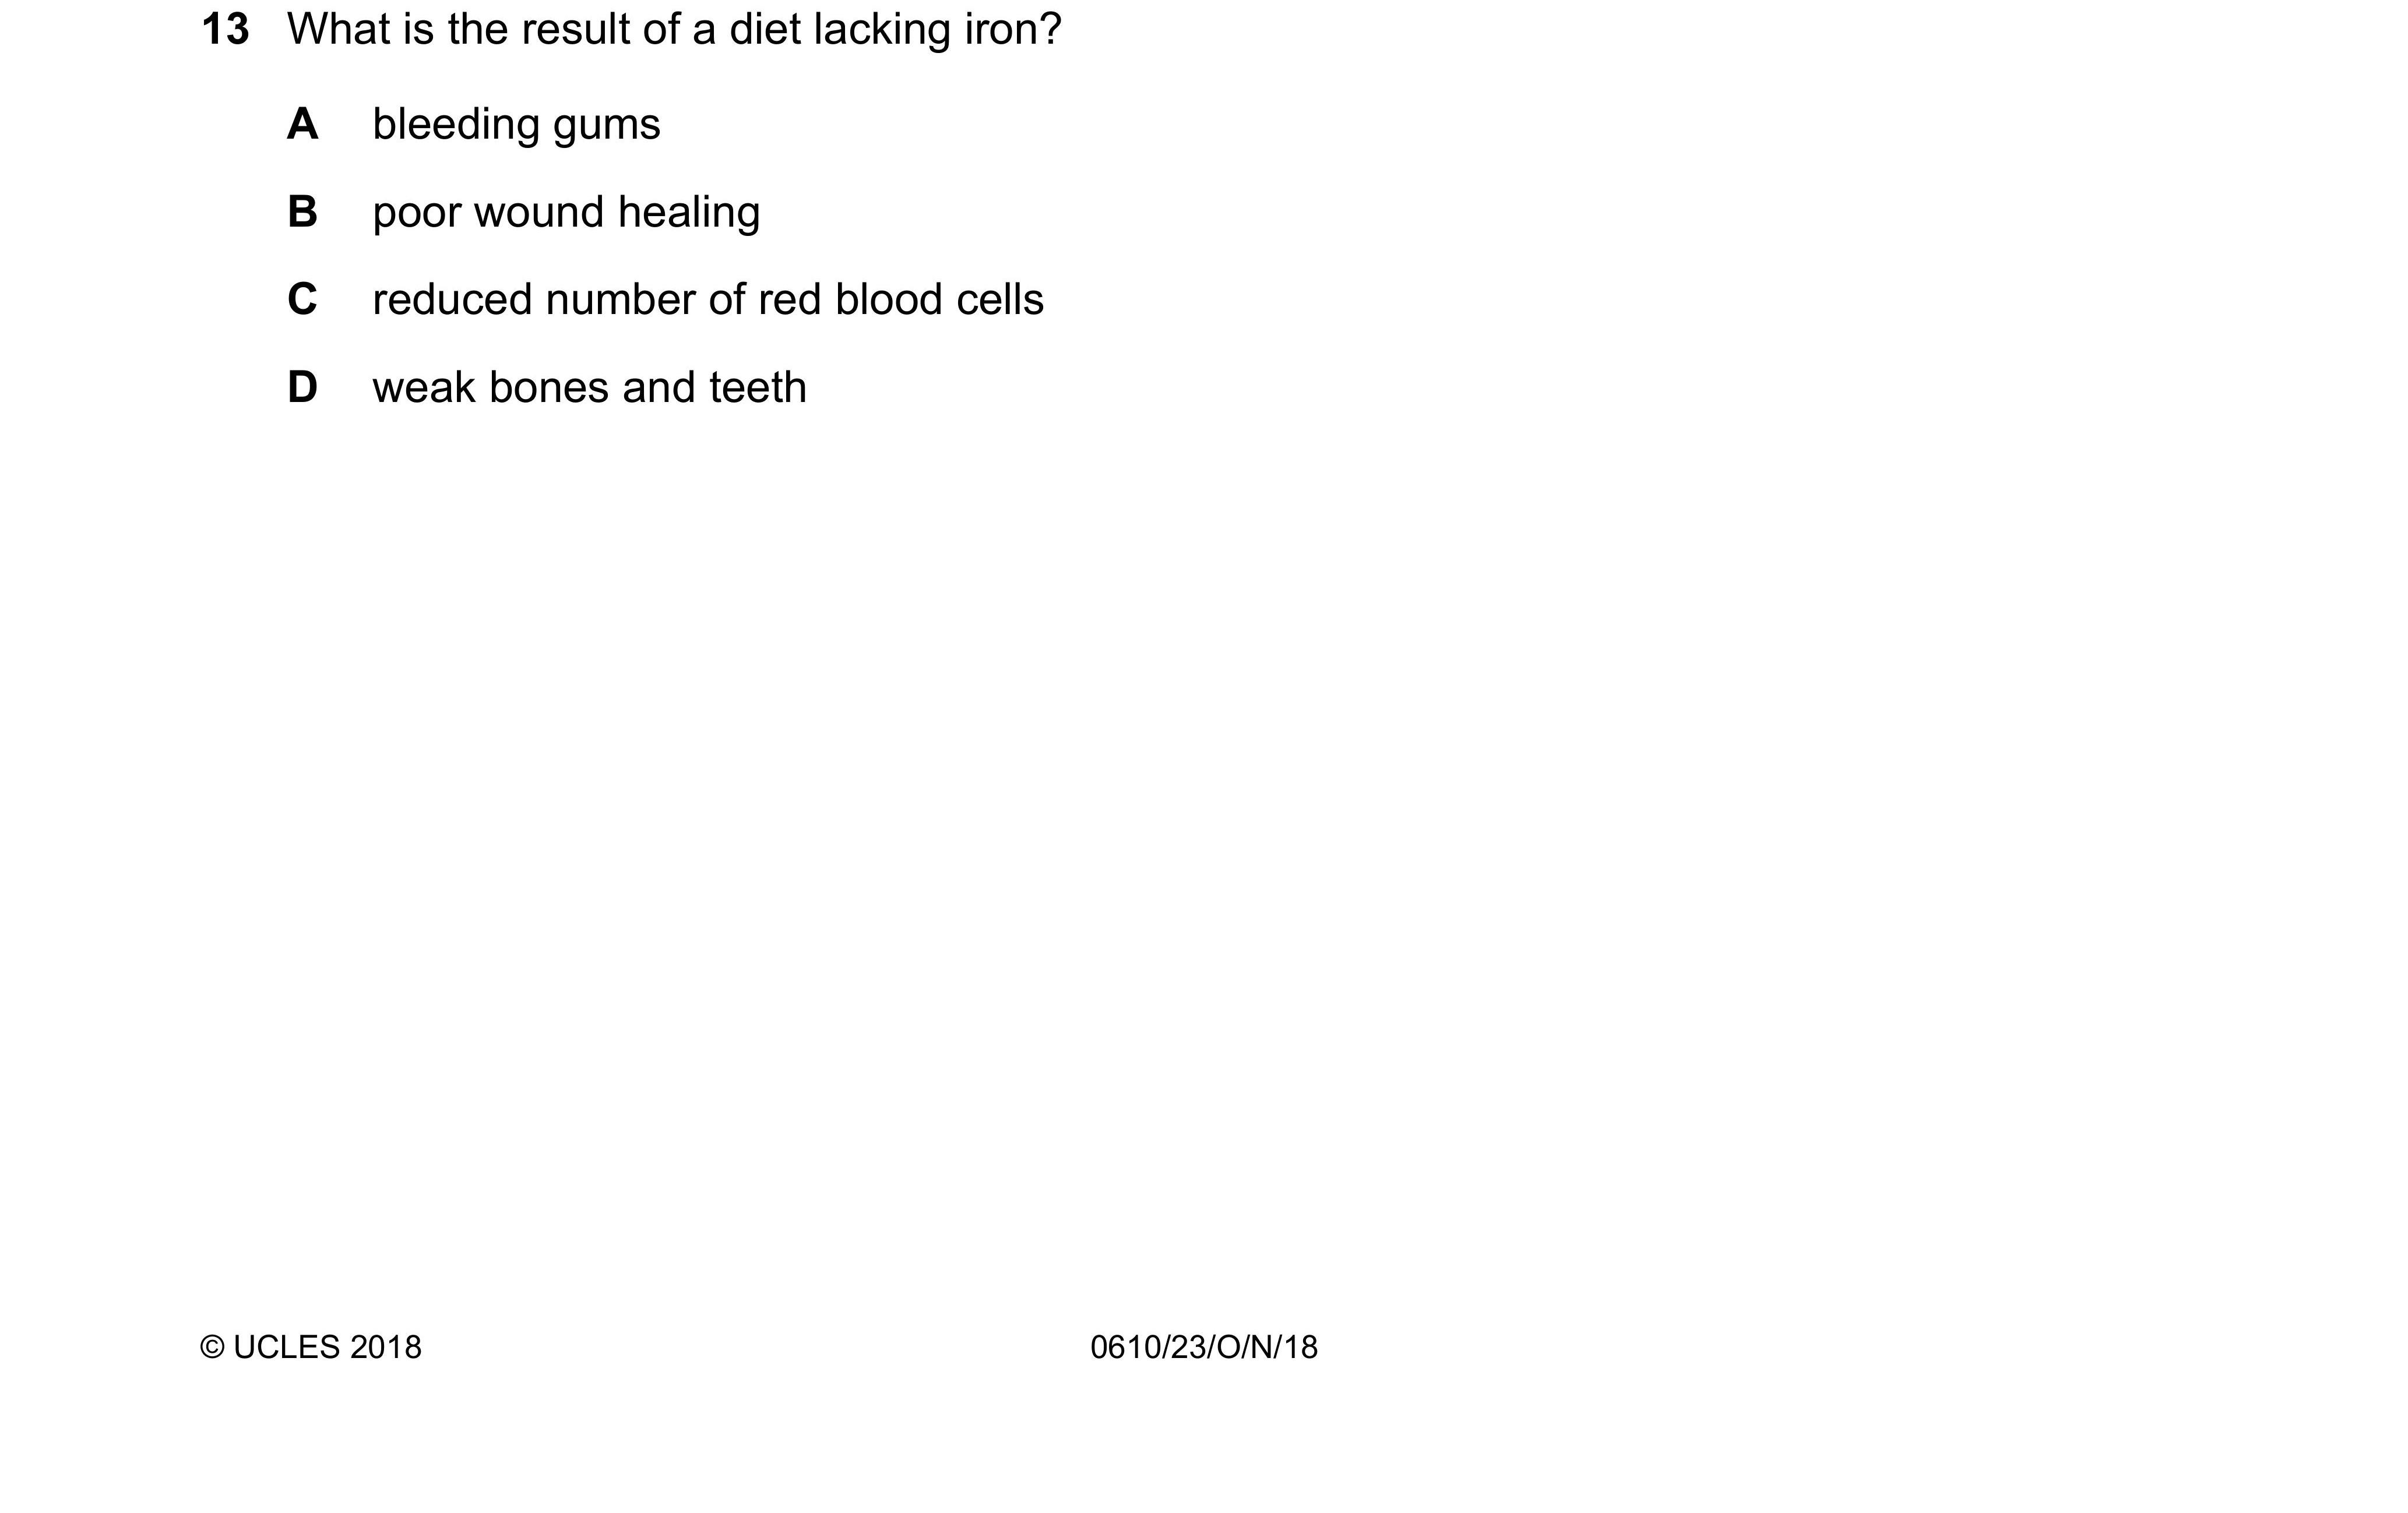 13 What is the result of a diet lacking iron?
A bleeding gums
B poor wound healing
C reduced number of red blood cells
D weak bones and teeth
© UCLES 2018 0610/23/O/N/18